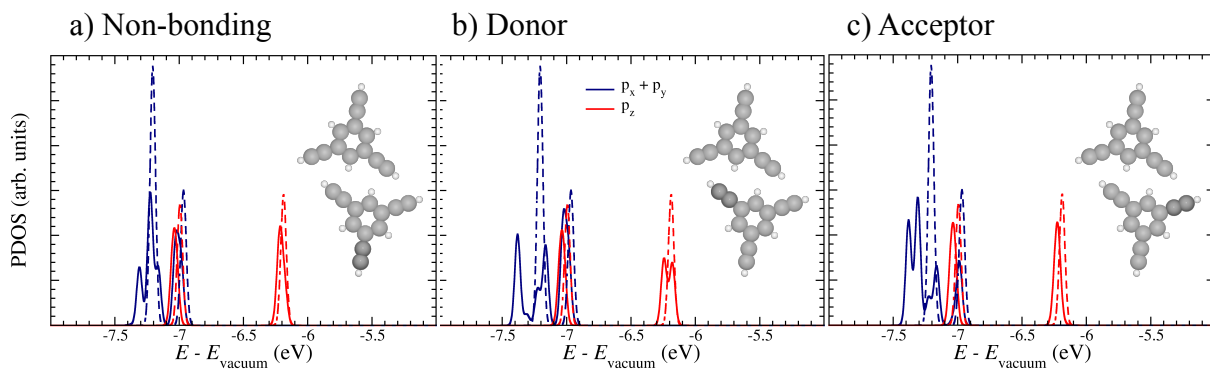 a) Non-bonding
b) Donor
c) Acceptor
PDOS (arb. units)
p_x + p_y
p_z
-7.5 -7 -6.5 -6 -5.5
-7.5 -7 -6.5 -6 -5.5
-7.5 -7 -6.5 -6 -5.5
E - E_vacuum (eV)
E - E_vacuum (eV)
E - E_vacuum (eV)